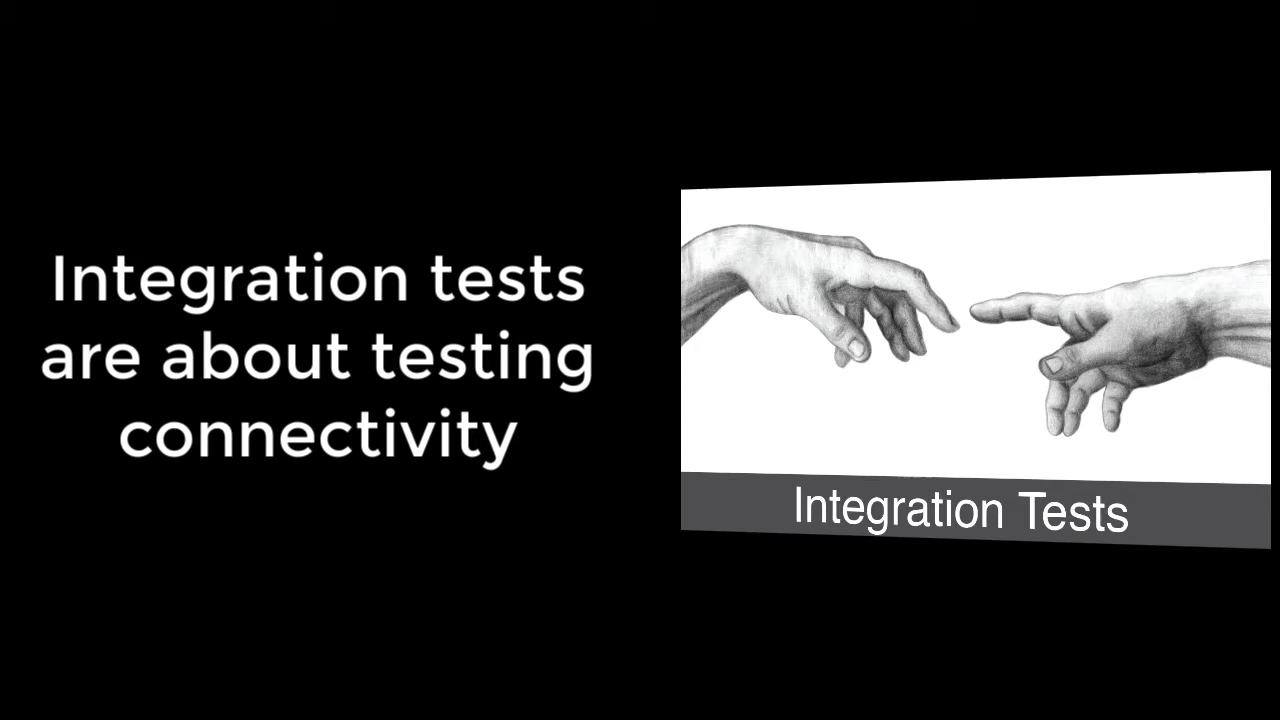 Integration tests
are about testing
connectivity
Integration Tests